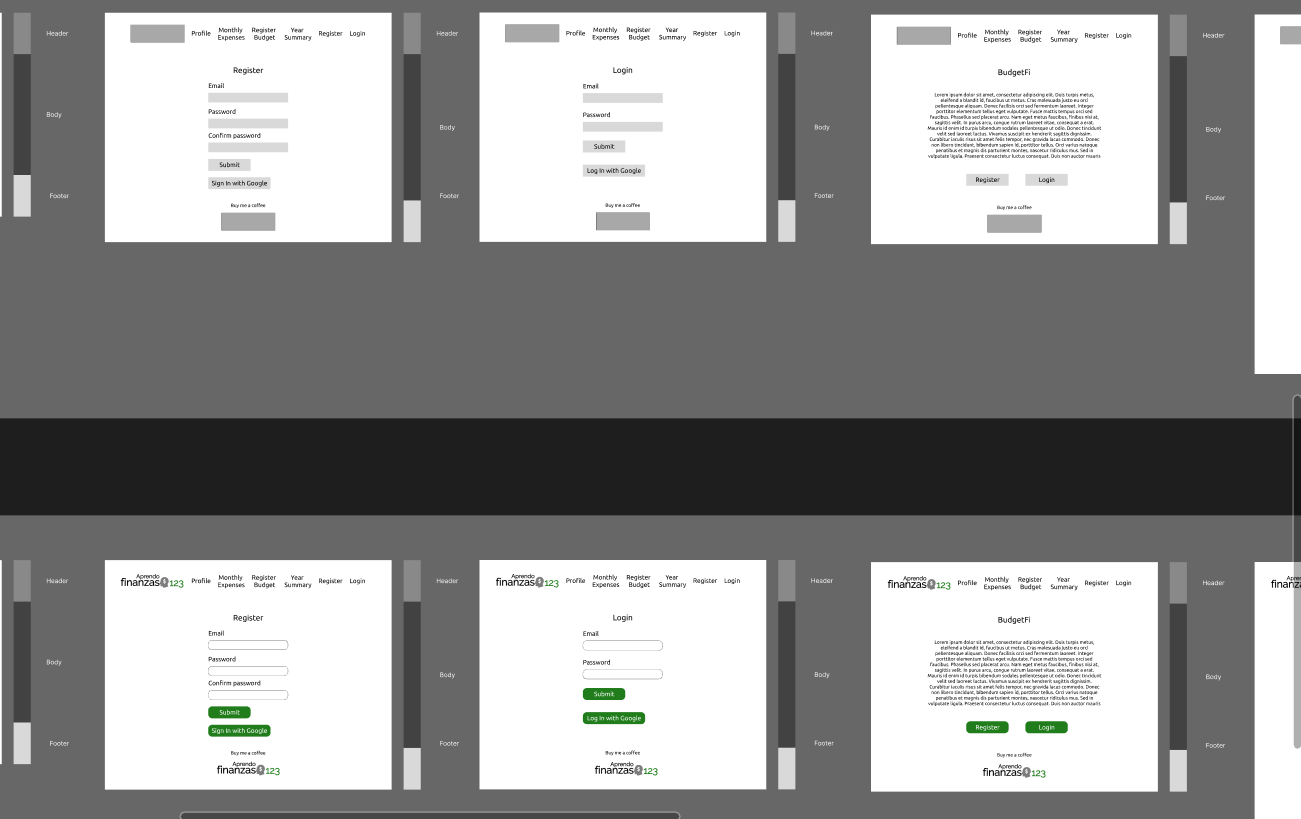 Header
Body
Footer
Profile
Monthly
Expenses
Register
Budget
Year
Summary
Register
Login
Register
Email
Password
Confirm password
Submit
Sign In with Google
Buy me a coffee
Header
Body
Footer
Profile
Monthly
Expenses
Register
Budget
Year
Summary
Register
Login
Login
Email
Password
Submit
Log In with Google
Buy me a coffee
Header
Body
Footer
Profile
Monthly
Expenses
Register
Budget
Year
Summary
Register
Login
BudgetFi
Lorem ipsum dolor sit amet, consectetur adipiscing elit. Duis turpis metus,
eleifend a blandit id, faucibus ut metus. Cras malesuada justo eu orci
pellentesque aliquam. Donec facilisis orci sed fermentum laoreet. Integer
porttitor elementum tellus eget vulputate. Fusce mattis tempus orci sed
faucibus. Phasellus sed placerat arcu. Nam eget metus faucibus, finibus nisi at,
sagittis velit. In purus arcu, congue rutrum laoreet vitae, consequat a erat.
Mauris id enim id turpis bibendum sodales pellentesque ut odio. Donec tincidunt
velit sed laoreet luctus. Vivamus suscipit ex hendrerit sagittis dignissim.
Curabitur iaculis risus sit amet felis tempor, nec gravida lacus commodo. Donec
non libero tincidunt, bibendum sapien id, porttitor tellus. Orci varius natoque
penatibus et magnis dis parturient montes, nascetur ridiculus mus. Sed in
vulputate ligula. Praesent consectetur luctus consequat. Duis non auctor mauris
Register
Login
Buy me a coffee
Header
Body
Footer
Header
Body
Footer
Aprendo
finanzas 123
Profile
Monthly
Expenses
Register
Budget
Year
Summary
Register
Login
Register
Email
Password
Confirm password
Submit
Sign In with Google
Buy me a coffee
Aprendo
finanzas 123
Header
Body
Footer
Aprendo
finanzas 123
Profile
Monthly
Expenses
Register
Budget
Year
Summary
Register
Login
Login
Email
Password
Submit
Log In with Google
Buy me a coffee
Aprendo
finanzas 123
Header
Body
Footer
Aprendo
finanzas 123
Profile
Monthly
Expenses
Register
Budget
Year
Summary
Register
Login
BudgetFi
Lorem ipsum dolor sit amet, consectetur adipiscing elit. Duis turpis metus,
eleifend a blandit id, faucibus ut metus. Cras malesuada justo eu orci
pellentesque aliquam. Donec facilisis orci sed fermentum laoreet. Integer
porttitor elementum tellus eget vulputate. Fusce mattis tempus orci sed
faucibus. Phasellus sed placerat arcu. Nam eget metus faucibus, finibus nisi at,
sagittis velit. In purus arcu, congue rutrum laoreet vitae, consequat a erat.
Mauris id enim id turpis bibendum sodales pellentesque ut odio. Donec tincidunt
velit sed laoreet luctus. Vivamus suscipit ex hendrerit sagittis dignissim.
Curabitur iaculis risus sit amet felis tempor, nec gravida lacus commodo. Donec
non libero tincidunt, bibendum sapien id, porttitor tellus. Orci varius natoque
penatibus et magnis dis parturient montes, nascetur ridiculus mus. Sed in
vulputate ligula. Praesent consectetur luctus consequat. Duis non auctor mauris
Register
Login
Buy me a coffee
Aprendo
finanzas 123
Header
Body
Footer